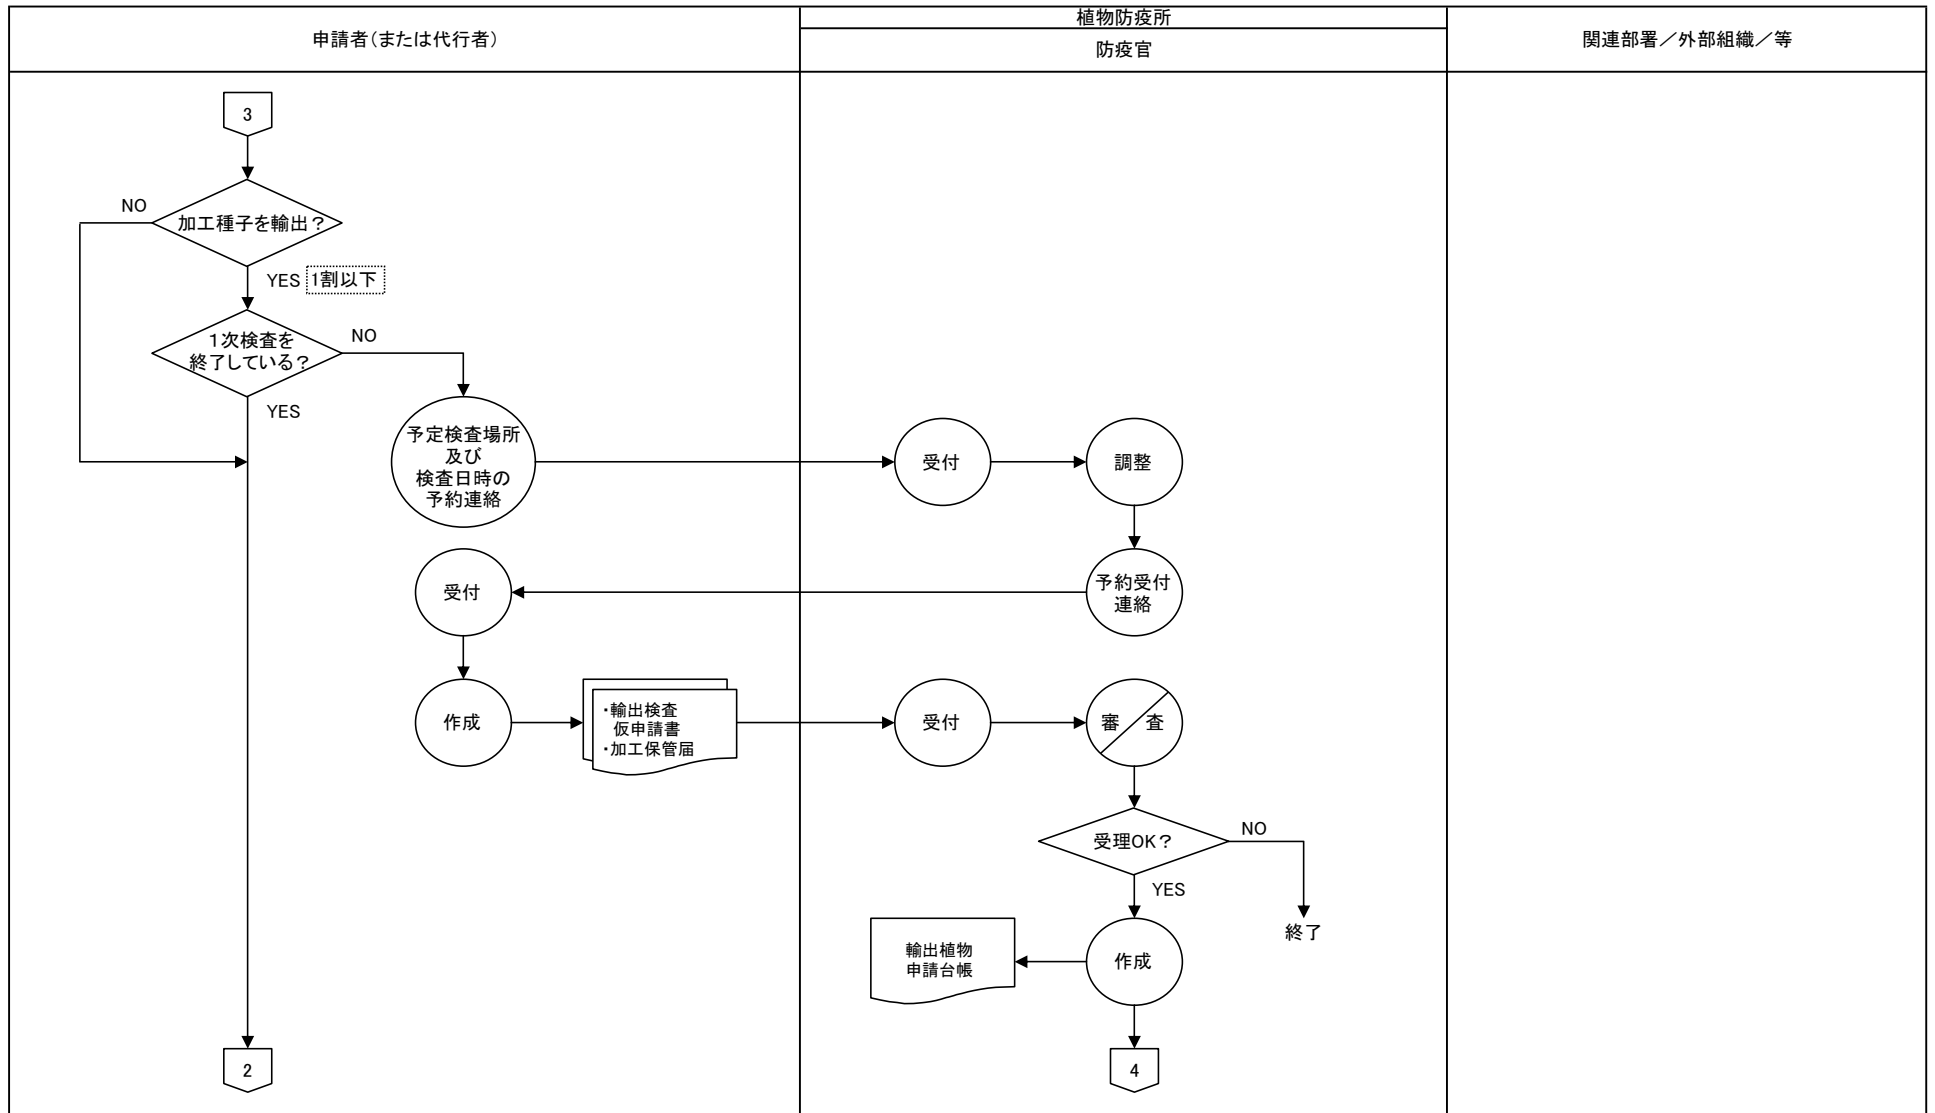 植物防疫所
申請者(または代行者)
防疫官
関連部署／外部組織／等
3
NO
加工種子を輸出？
YES
1割以下
１次検査を
終了している？
NO
YES
予定検査場所
及び
検査日時の
予約連絡
受付
調整
受付
予約受付
連絡
作成
・輸出検査
仮申請書
・加工保管届
受付
審 査
受理OK？
NO
YES
終了
輸出植物
申請台帳
作成
2
4